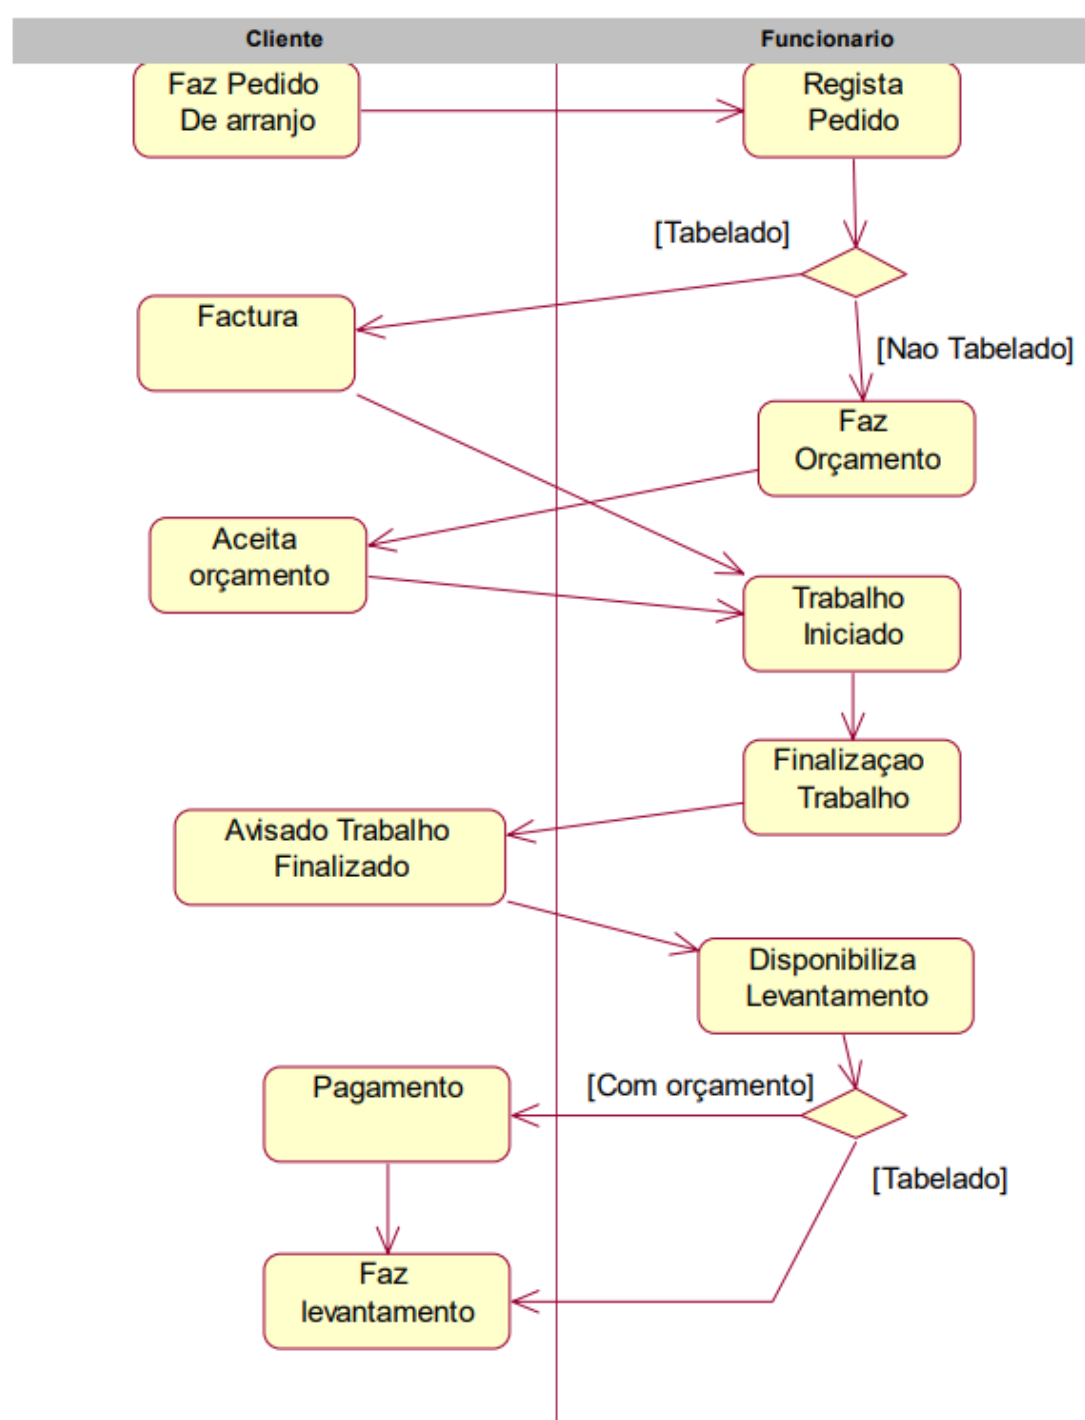 Cliente
Funcionario
Faz Pedido
De arranjo
Regista
Pedido
[Tabelado]
Factura
[Nao Tabelado]
Faz
Orçamento
Aceita
orçamento
Trabalho
Iniciado
Finalizaçao
Trabalho
Avisado Trabalho
Finalizado
Disponibiliza
Levantamento
Pagamento
[Com orçamento]
[Tabelado]
Faz
levantamento